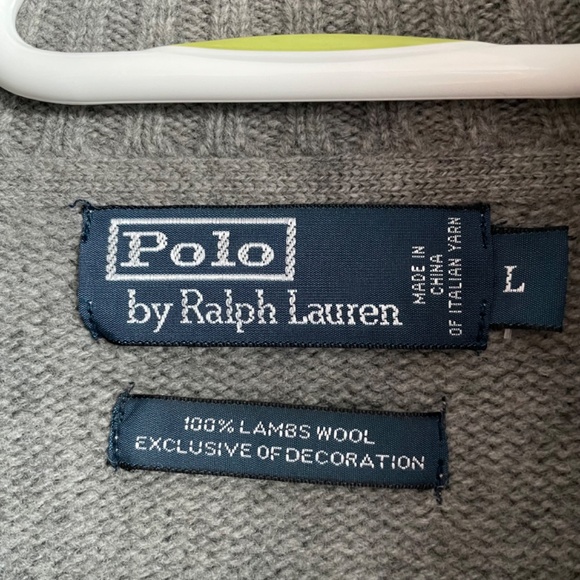 Polo
by Ralph Lauren
MADE IN
CHINA
OF ITALIAN YARN
L
100% LAMBS WOOL
EXCLUSIVE OF DECORATION